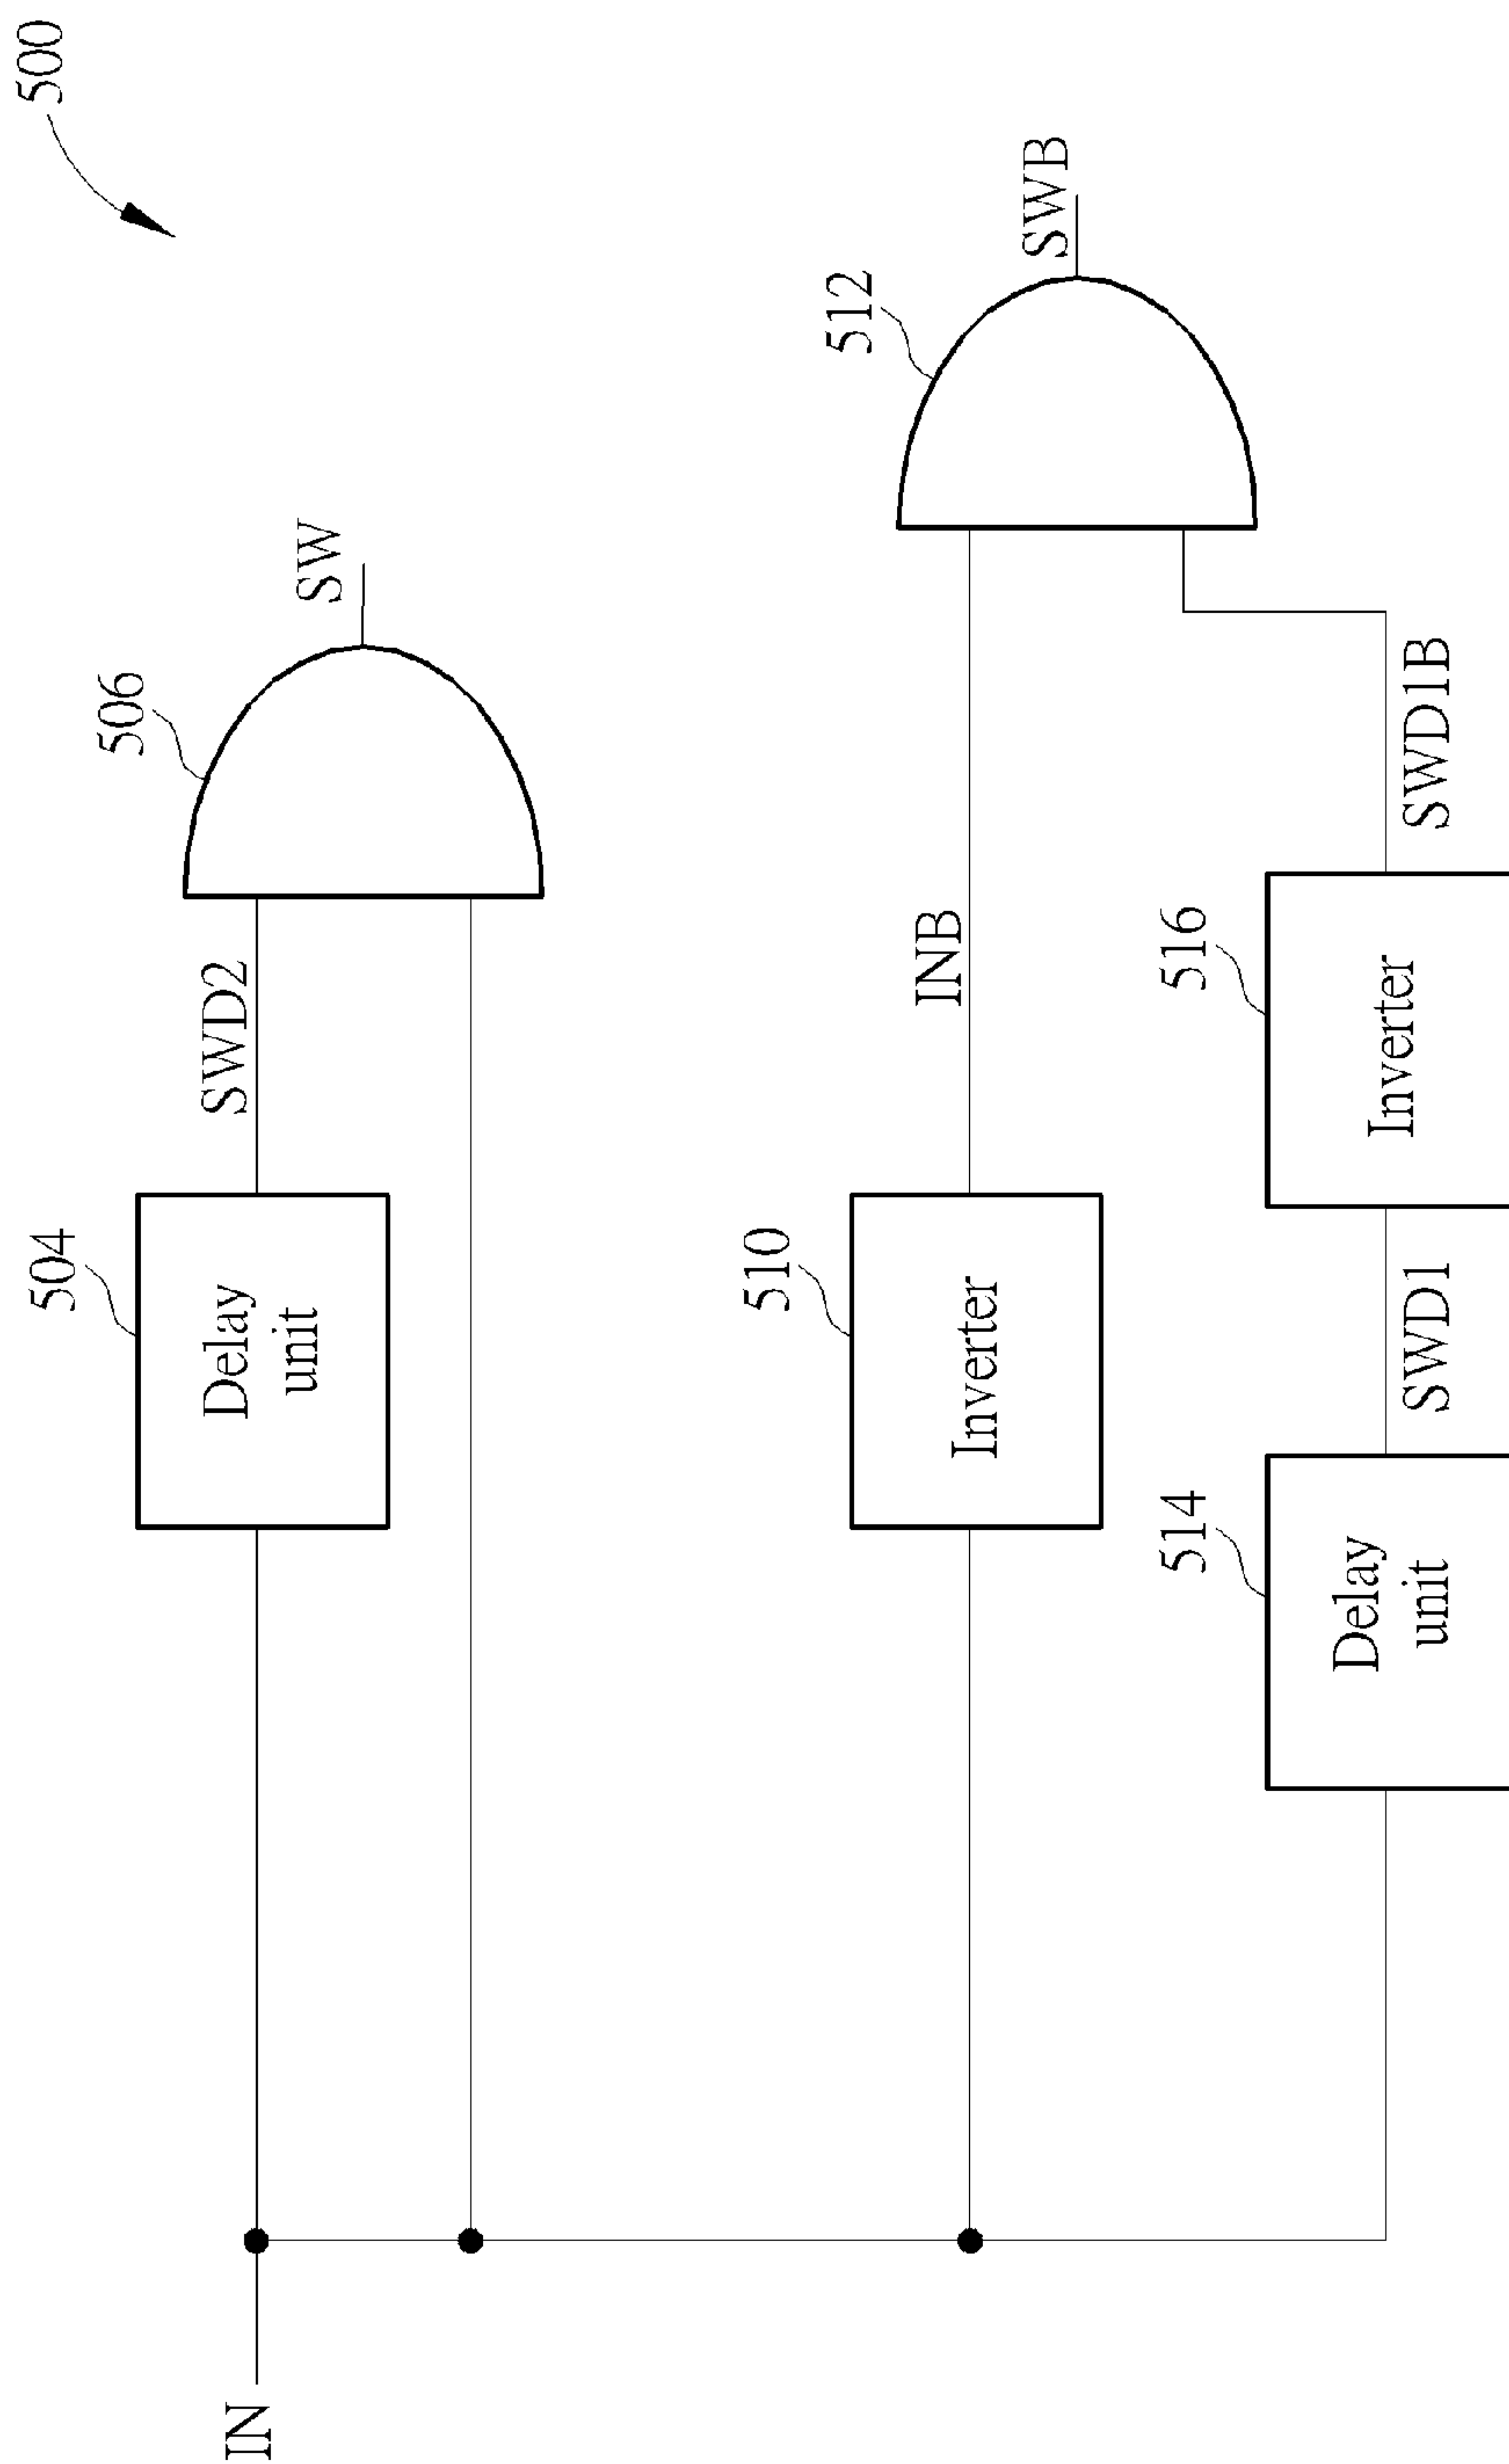 500
IN
504
Delay
unit
SWD2
506
SW
510
Inverter
INB
512
SWB
514
Delay
unit
SWD1
516
Inverter
SWD1B